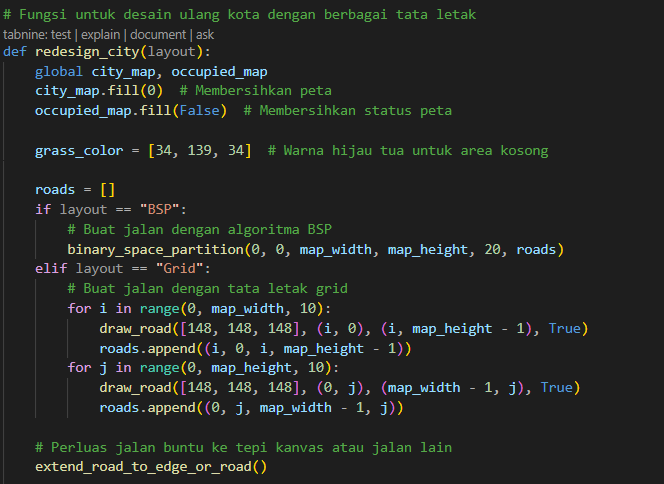 # Fungsi untuk desain ulang kota dengan berbagai tata letak
tabnine: test | explain | document | ask
def redesign_city(layout):
    global city_map, occupied_map
    city_map.fill(0)  # Membersihkan peta
    occupied_map.fill(False)  # Membersihkan status peta

    grass_color = [34, 139, 34]  # Warna hijau tua untuk area kosong

    roads = []
    if layout == "BSP":
        # Buat jalan dengan algoritma BSP
        binary_space_partition(0, 0, map_width, map_height, 20, roads)
    elif layout == "Grid":
        # Buat jalan dengan tata letak grid
        for i in range(0, map_width, 10):
            draw_road([148, 148, 148], (i, 0), (i, map_height - 1), True)
            roads.append((i, 0, i, map_height - 1))
        for j in range(0, map_height, 10):
            draw_road([148, 148, 148], (0, j), (map_width - 1, j), True)
            roads.append((0, j, map_width - 1, j))

    # Perluas jalan buntu ke tepi kanvas atau jalan lain
    extend_road_to_edge_or_road()